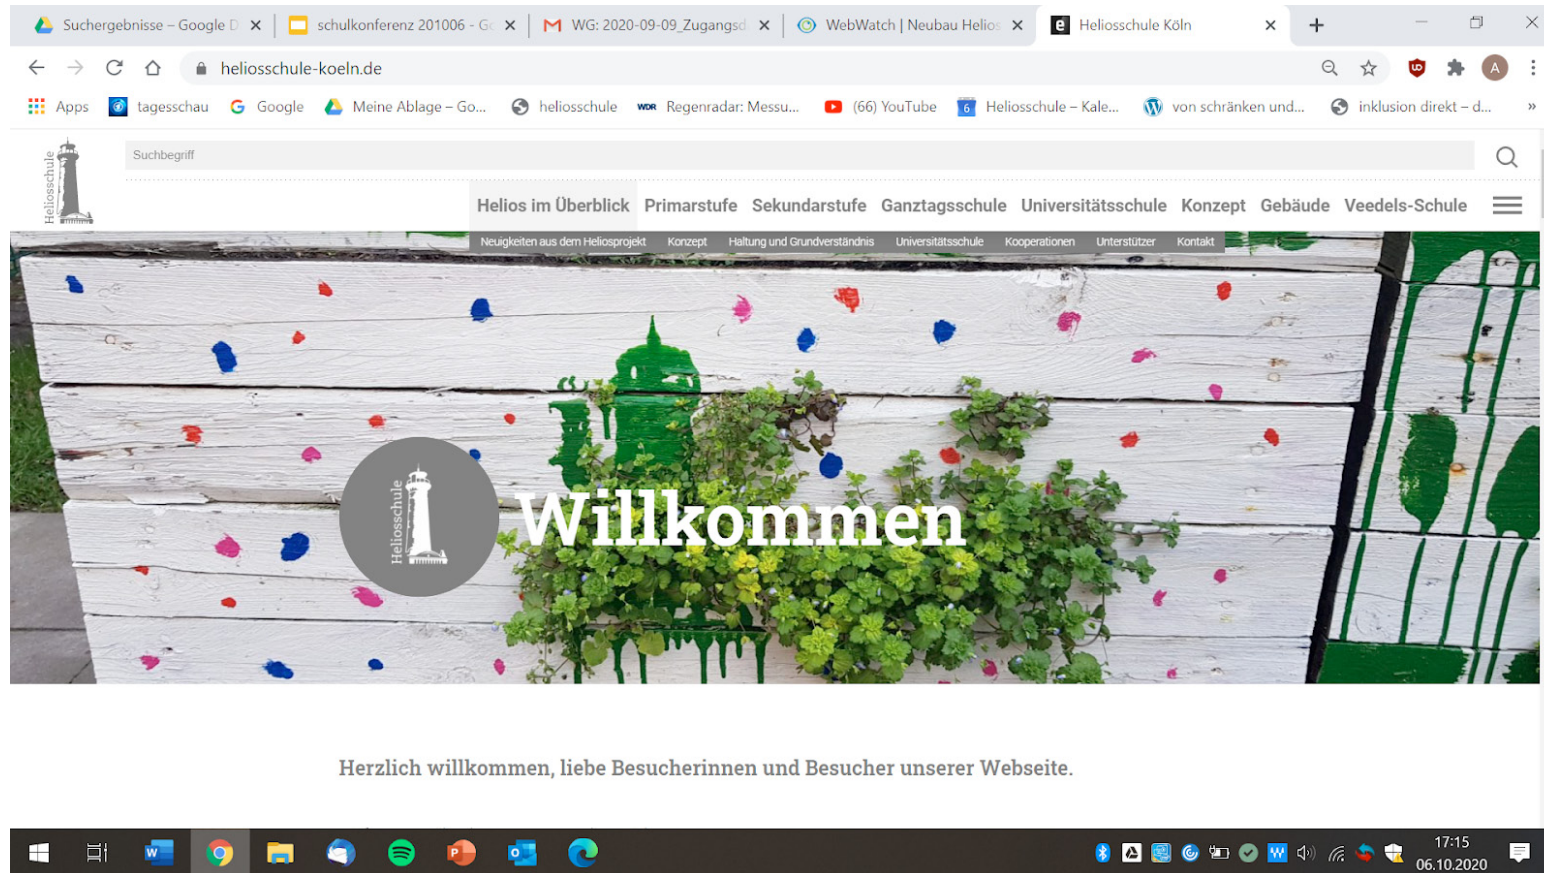 Suchergebnisse – Google D
schulkonferenz 201006 - Go
WG: 2020-09-09_Zugangsd
WebWatch | Neubau Helios
Heliosschule Köln
heliosschule-koeln.de
A
Apps
tagesschau
Google
Meine Ablage – Go...
heliosschule
WDR Regenradar: Messu...
(66) YouTube
6 Heliosschule – Kale...
von schränken und...
inklusion direkt – d...
»
Heliosschule
Suchbegriff
Helios im Überblick Primarstufe Sekundarstufe Ganztagsschule Universitätsschule Konzept Gebäude Veedels-Schule
Neuigkeiten aus dem Heliosprojekt Konzept Haltung und Grundverständnis Universitätsschule Kooperationen Unterstützer Kontakt
Heliosschule
Willkommen
Herzlich willkommen, liebe Besucherinnen und Besucher unserer Webseite.
17:15
06.10.2020